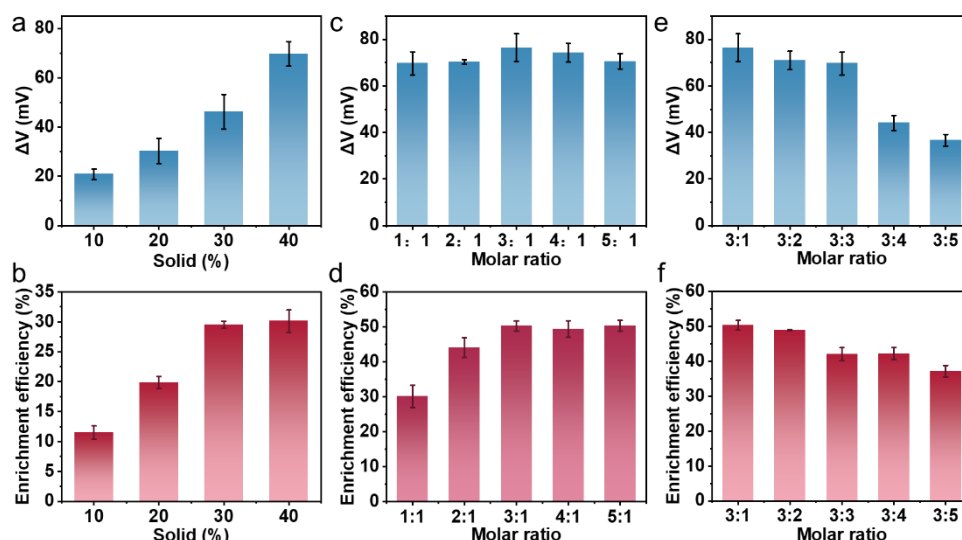 a
80
60
40
20
0
ΔV (mV)
10 20 30 40
Solid (%)
c
80
60
40
20
0
ΔV (mV)
1：1 2：1 3：1 4：1 5：1
Molar ratio
e
80
60
40
20
0
ΔV (mV)
3:1 3:2 3:3 3:4 3:5
Molar ratio
b
35
30
25
20
15
10
5
0
Enrichment efficiency (%)
10 20 30 40
Solid (%)
d
60
50
40
30
20
10
0
Enrichment efficiency (%)
1:1 2:1 3:1 4:1 5:1
Molar ratio
f
60
50
40
30
20
10
0
Enrichment efficiency (%)
3:1 3:2 3:3 3:4 3:5
Molar ratio